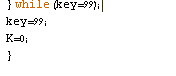 } while (key=99);
key=99;
K=0;
}